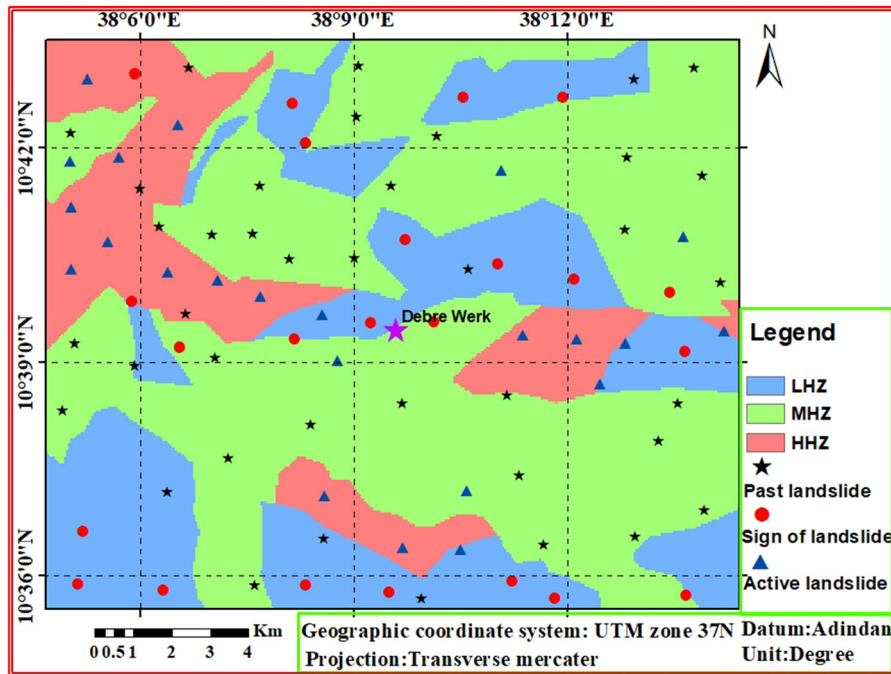 38°6'0"E 38°9'0"E 38°12'0"E
N
10°42'0"N
10°39'0"N
10°36'0"N
Debre Werk
Legend
LHZ
MHZ
HHZ
Past landslide
Sign of landslide
Active landslide
Km
0 0.5 1 2 3 4
Geographic coordinate system: UTM zone 37N Datum:Adindan
Projection:Transverse mercater Unit:Degree